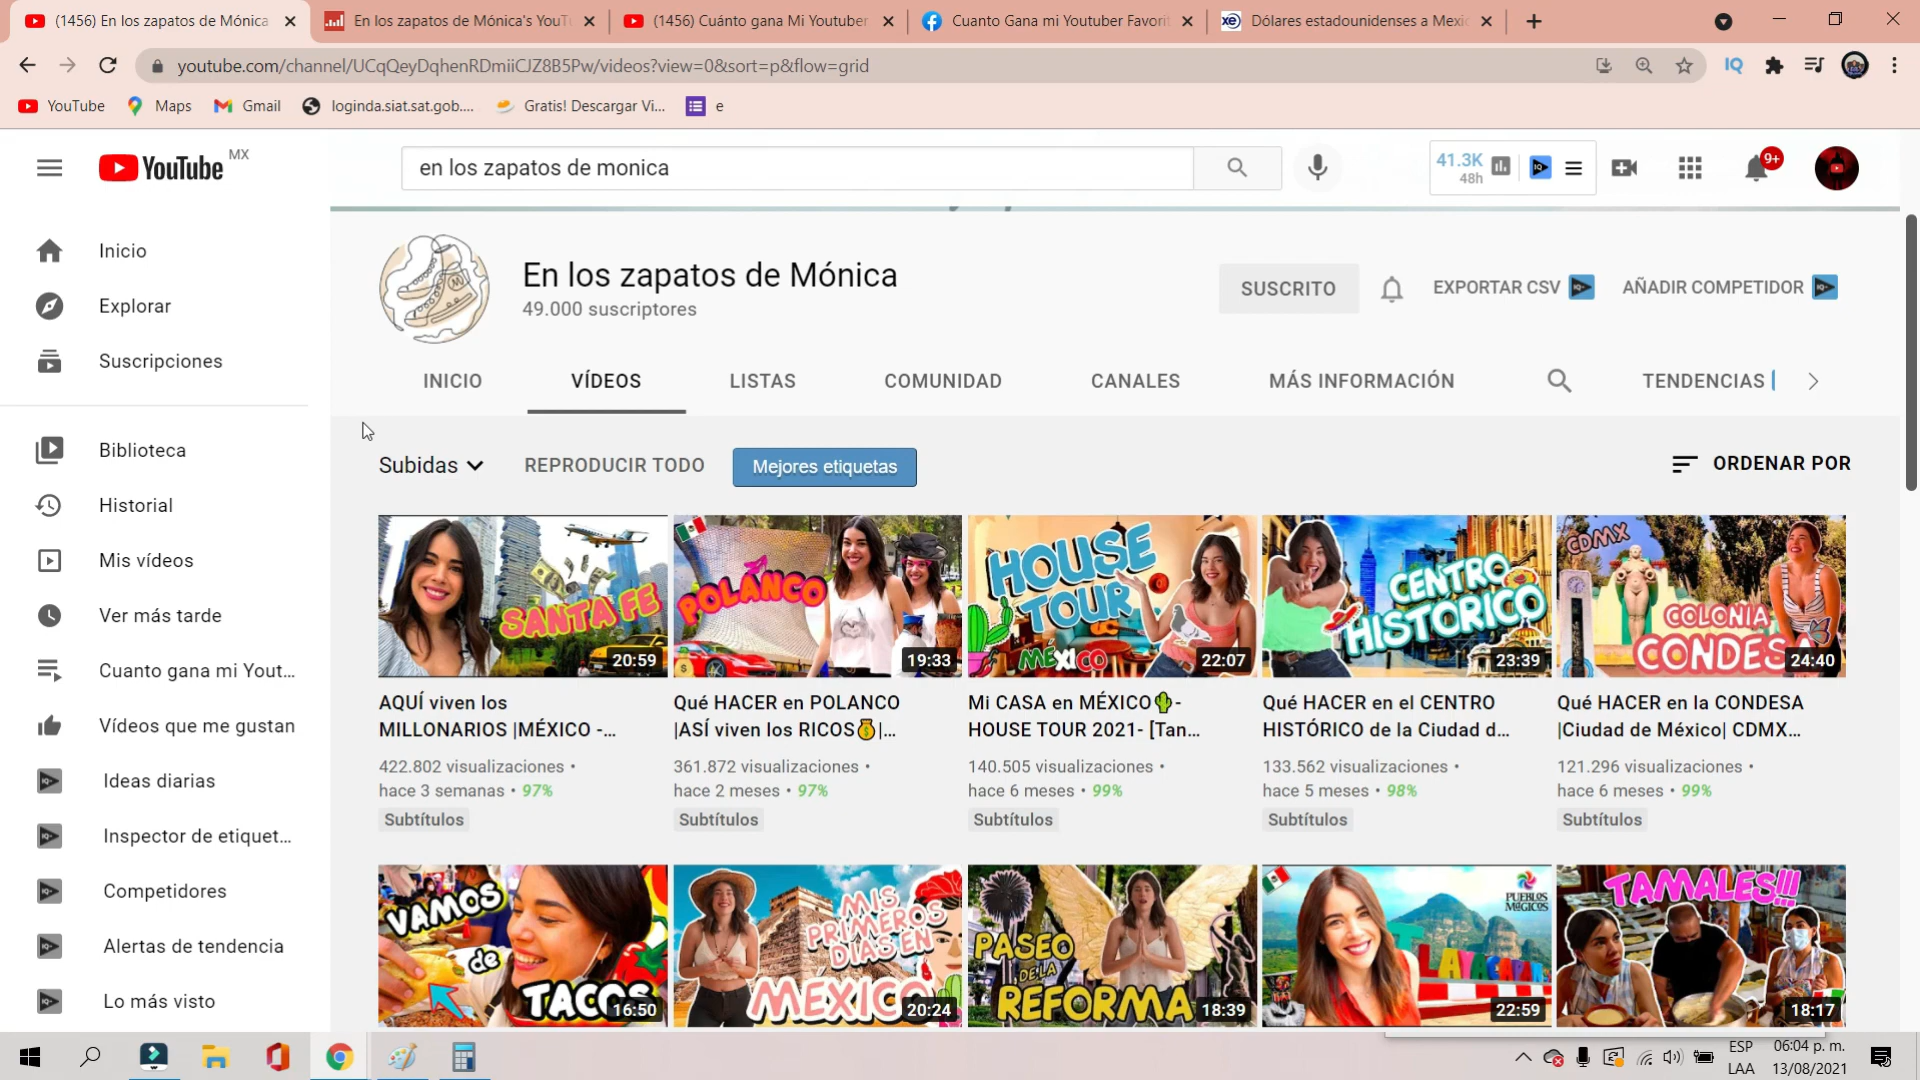 (1456) En los zapatos de Mónica
En los zapatos de Mónica's YouTu
(1456) Cuánto gana Mi Youtuber
Cuanto Gana mi Youtuber Favorit
Dólares estadounidenses a Mexic
youtube.com/channel/UCqQeyDqhenRDmiiCJZ8B5Pw/videos?view=0&sort=p&flow=grid
YouTube
Maps
Gmail
loginda.siat.sat.gob....
Gratis! Descargar Vi...
e
YouTube MX
en los zapatos de monica
41.3K
48h
9+
Inicio
Explorar
Suscripciones
Biblioteca
Historial
Mis vídeos
Ver más tarde
Cuanto gana mi Yout...
Vídeos que me gustan
Ideas diarias
Inspector de etiquet...
Competidores
Alertas de tendencia
Lo más visto
En los zapatos de Mónica
49.000 suscriptores
SUSCRITO
EXPORTAR CSV
AÑADIR COMPETIDOR
INICIO
VÍDEOS
LISTAS
COMUNIDAD
CANALES
MÁS INFORMACIÓN
TENDENCIAS
Subidas
REPRODUCIR TODO
Mejores etiquetas
ORDENAR POR
SANTA FE
20:59
POLANCO
19:33
HOUSE
TOUR
MÉXICO
22:07
CENTRO
HISTÓRICO
23:39
CDMX
COLONIA
CONDESA
24:40
AQUÍ viven los
MILLONARIOS |MÉXICO -...
422.802 visualizaciones •
hace 3 semanas • 97%
Subtítulos
Qué HACER en POLANCO
|ASÍ viven los RICOS💰|...
361.872 visualizaciones •
hace 2 meses • 97%
Subtítulos
Mi CASA en MÉXICO🌵-
HOUSE TOUR 2021- [Tan...
140.505 visualizaciones •
hace 6 meses • 99%
Subtítulos
Qué HACER en el CENTRO
HISTÓRICO de la Ciudad d...
133.562 visualizaciones •
hace 5 meses • 98%
Subtítulos
Qué HACER en la CONDESA
|Ciudad de México| CDMX...
121.296 visualizaciones •
hace 6 meses • 99%
Subtítulos
VAMOS
de
TACOS
16:50
MIS
PRIMEROS
DÍAS EN
MEXICO
20:24
PASEO
DE LA
REFORMA
18:39
PUEBLOS
MÁGICOS
TLAYACAPAN
22:59
TAMALES!!!
18:17
ESP
LAA
06:04 p. m.
13/08/2021